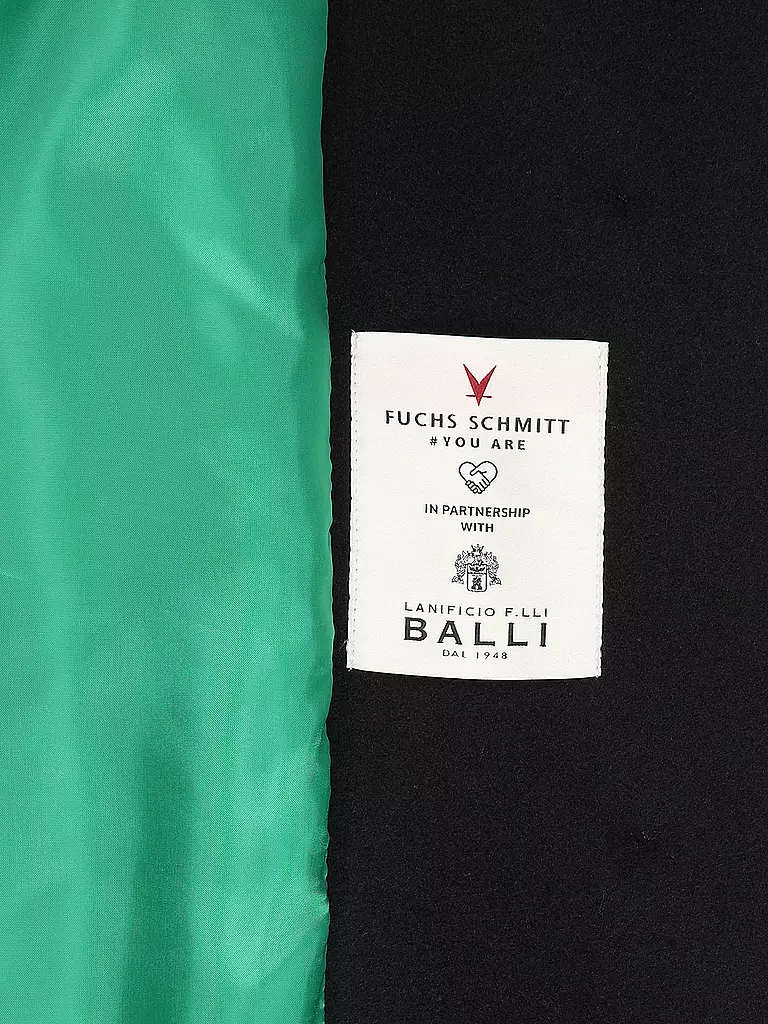 FUCHS SCHMITT
#YOU ARE
IN PARTNERSHIP
WITH
LANIFICIO F.LLI
BALLI
DAL 1948